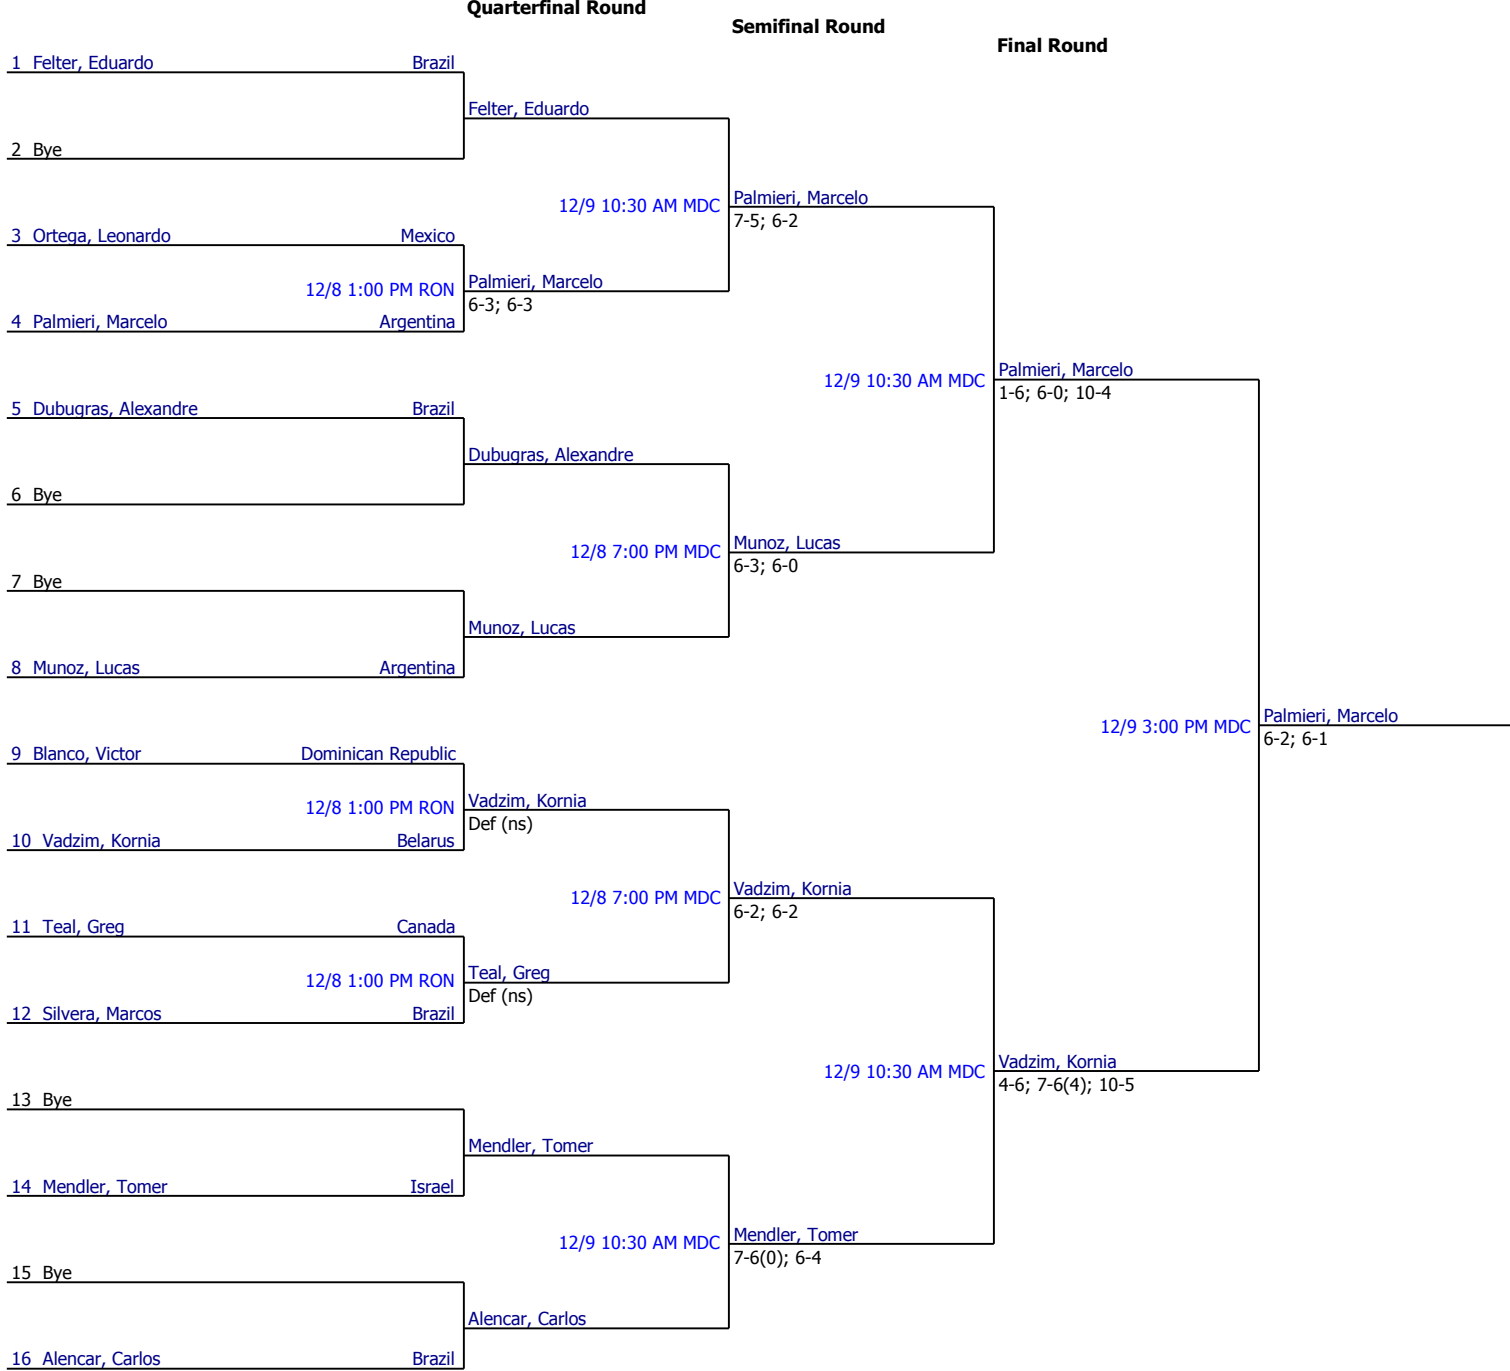 Quarterfinal Round
Semifinal Round
Final Round
1 Felter, Eduardo Brazil
Felter, Eduardo
2 Bye
12/9 10:30 AM MDC Palmieri, Marcelo
7-5; 6-2
3 Ortega, Leonardo Mexico
12/8 1:00 PM RON Palmieri, Marcelo
6-3; 6-3
4 Palmieri, Marcelo Argentina
12/9 10:30 AM MDC Palmieri, Marcelo
1-6; 6-0; 10-4
5 Dubugras, Alexandre Brazil
Dubugras, Alexandre
6 Bye
12/8 7:00 PM MDC Munoz, Lucas
6-3; 6-0
7 Bye
Munoz, Lucas
8 Munoz, Lucas Argentina
12/9 3:00 PM MDC Palmieri, Marcelo
6-2; 6-1
9 Blanco, Victor Dominican Republic
12/8 1:00 PM RON Vadzim, Kornia
Def (ns)
10 Vadzim, Kornia Belarus
12/8 7:00 PM MDC Vadzim, Kornia
6-2; 6-2
11 Teal, Greg Canada
12/8 1:00 PM RON Teal, Greg
Def (ns)
12 Silvera, Marcos Brazil
12/9 10:30 AM MDC Vadzim, Kornia
4-6; 7-6(4); 10-5
13 Bye
Mendler, Tomer
14 Mendler, Tomer Israel
12/9 10:30 AM MDC Mendler, Tomer
7-6(0); 6-4
15 Bye
Alencar, Carlos
16 Alencar, Carlos Brazil